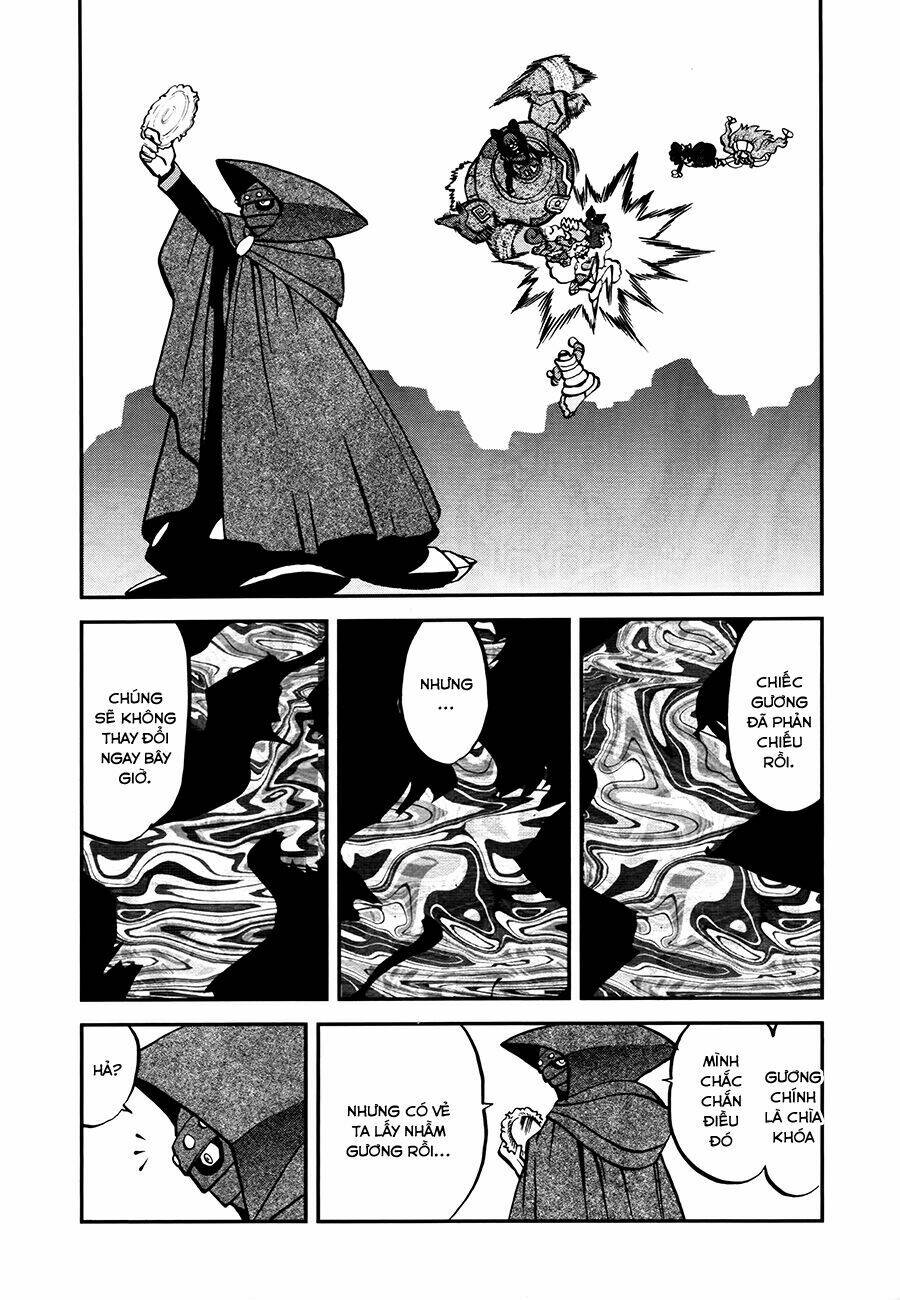 CHIẾC
GƯƠNG
ĐÃ PHẢN
CHIẾU
RỒI.
NHƯNG
...
CHÚNG
SẼ KHÔNG
THAY ĐỔI
NGAY BÂY
GIỜ.
GƯƠNG
CHÍNH
LÀ CHÌA
KHÓA
MÌNH
CHẮC
CHẮN
ĐIỀU
ĐÓ
NHƯNG CÓ VẺ
TA LẤY NHẦM
GƯƠNG RỒI...
HẢ?